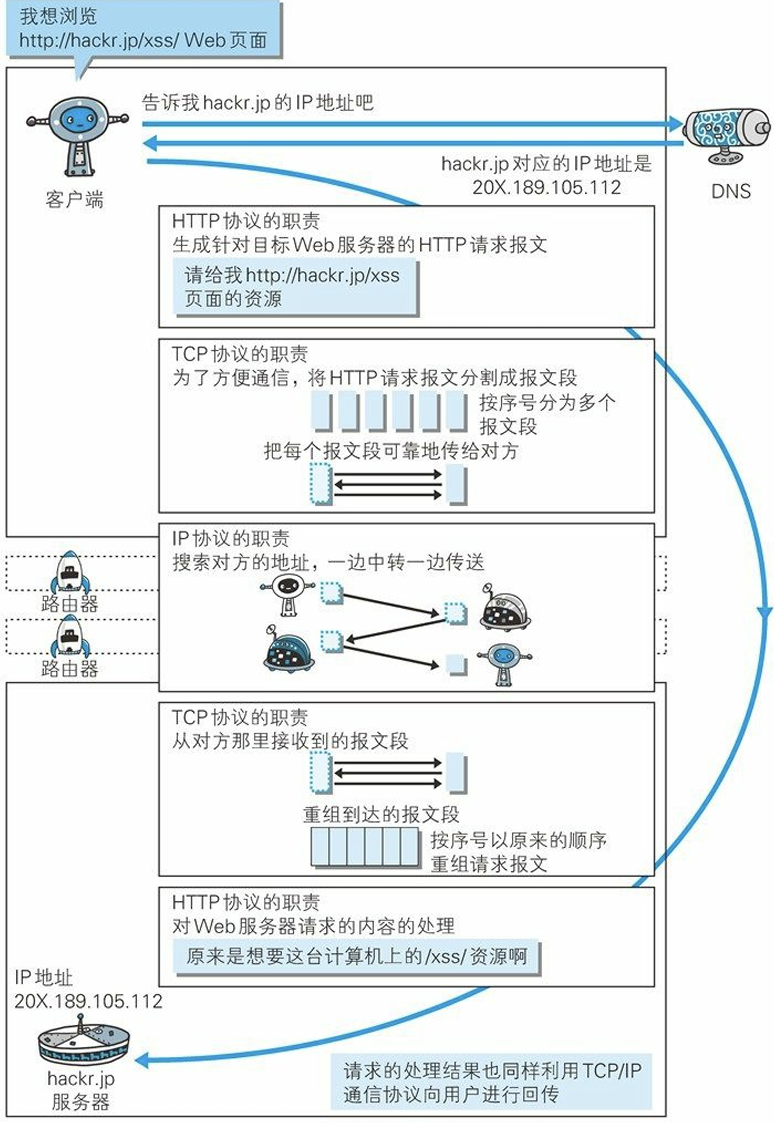 我想浏览
http://hackr.jp/xss/ Web页面
告诉我hackr.jp的IP地址吧
hackr.jp对应的IP地址是
20X.189.105.112
客户端
DNS
HTTP协议的职责
生成针对目标Web服务器的HTTP请求报文
请给我http://hackr.jp/xss
页面的资源
TCP协议的职责
为了方便通信，将HTTP请求报文分割成报文段
按序号分为多个
报文段
把每个报文段可靠地传给对方
IP协议的职责
搜索对方的地址，一边中转一边传送
路由器
路由器
TCP协议的职责
从对方那里接收到的报文段
重组到达的报文段
按序号以原来的顺序
重组请求报文
HTTP协议的职责
对Web服务器请求的内容的处理
原来是想要这台计算机上的/xss/资源啊
IP地址
20X.189.105.112
hackr.jp
服务器
请求的处理结果也同样利用TCP/IP
通信协议向用户进行回传